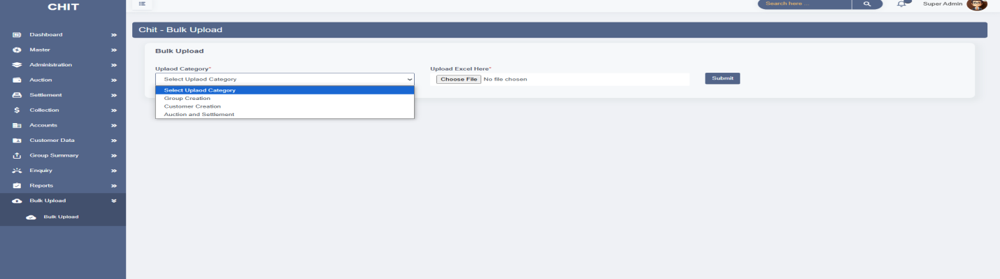 CHIT
Search here ...
Super Admin
Dashboard
Master
Administration
Auction
Settlement
Collection
Accounts
Customer Data
Group Summary
Enquiry
Reports
Bulk Upload
Bulk Upload
Chit - Bulk Upload
Bulk Upload
Uplaod Category*
Select Uplaod Category
Select Uplaod Category
Group Creation
Customer Creation
Auction and Settlement
Upload Excel Here*
Choose File No file chosen
Submit